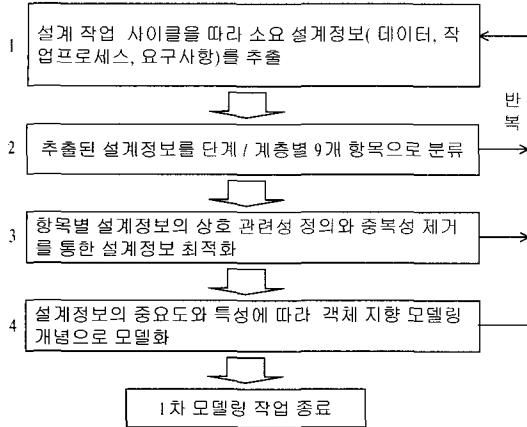 1
설계 작업 사이클을 따라 소요 설계정보( 데이터, 작
업프로세스, 요구사항)를 추출
반
복
2
추출된 설계정보를 단계 / 계층별 9개 항목으로 분류
3
항목별 설계정보의 상호 관련성 정의와 중복성 제거
를 통한 설계정보 최적화
4
설계정보의 중요도와 특성에 따라 객체 지향 모델링
개념으로 모델화
1차 모델링 작업 종료